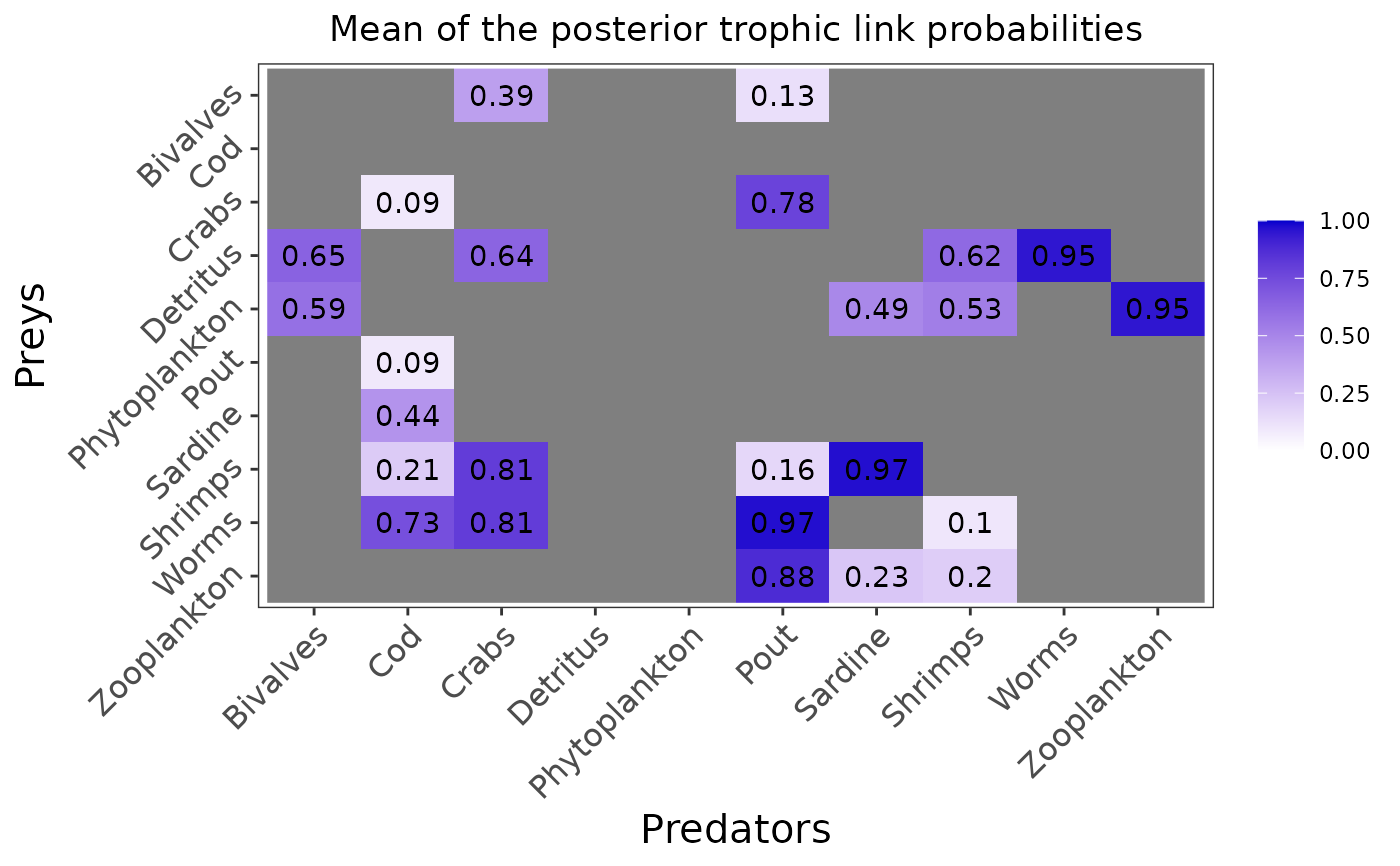 Mean of the posterior trophic link probabilities
Preys
Bivalves 0.39 0.13
Cod
Crabs 0.09 0.78
Detritus 0.65 0.64 0.62 0.95
Phytoplankton 0.59 0.49 0.53 0.95
Pout 0.09
Sardine 0.44
Shrimps 0.21 0.81 0.16 0.97
Worms 0.73 0.81 0.97 0.1
Zooplankton 0.88 0.23 0.2
Bivalves Cod Crabs Detritus Phytoplankton Pout Sardine Shrimps Worms Zooplankton
Predators
1.00
0.75
0.50
0.25
0.00